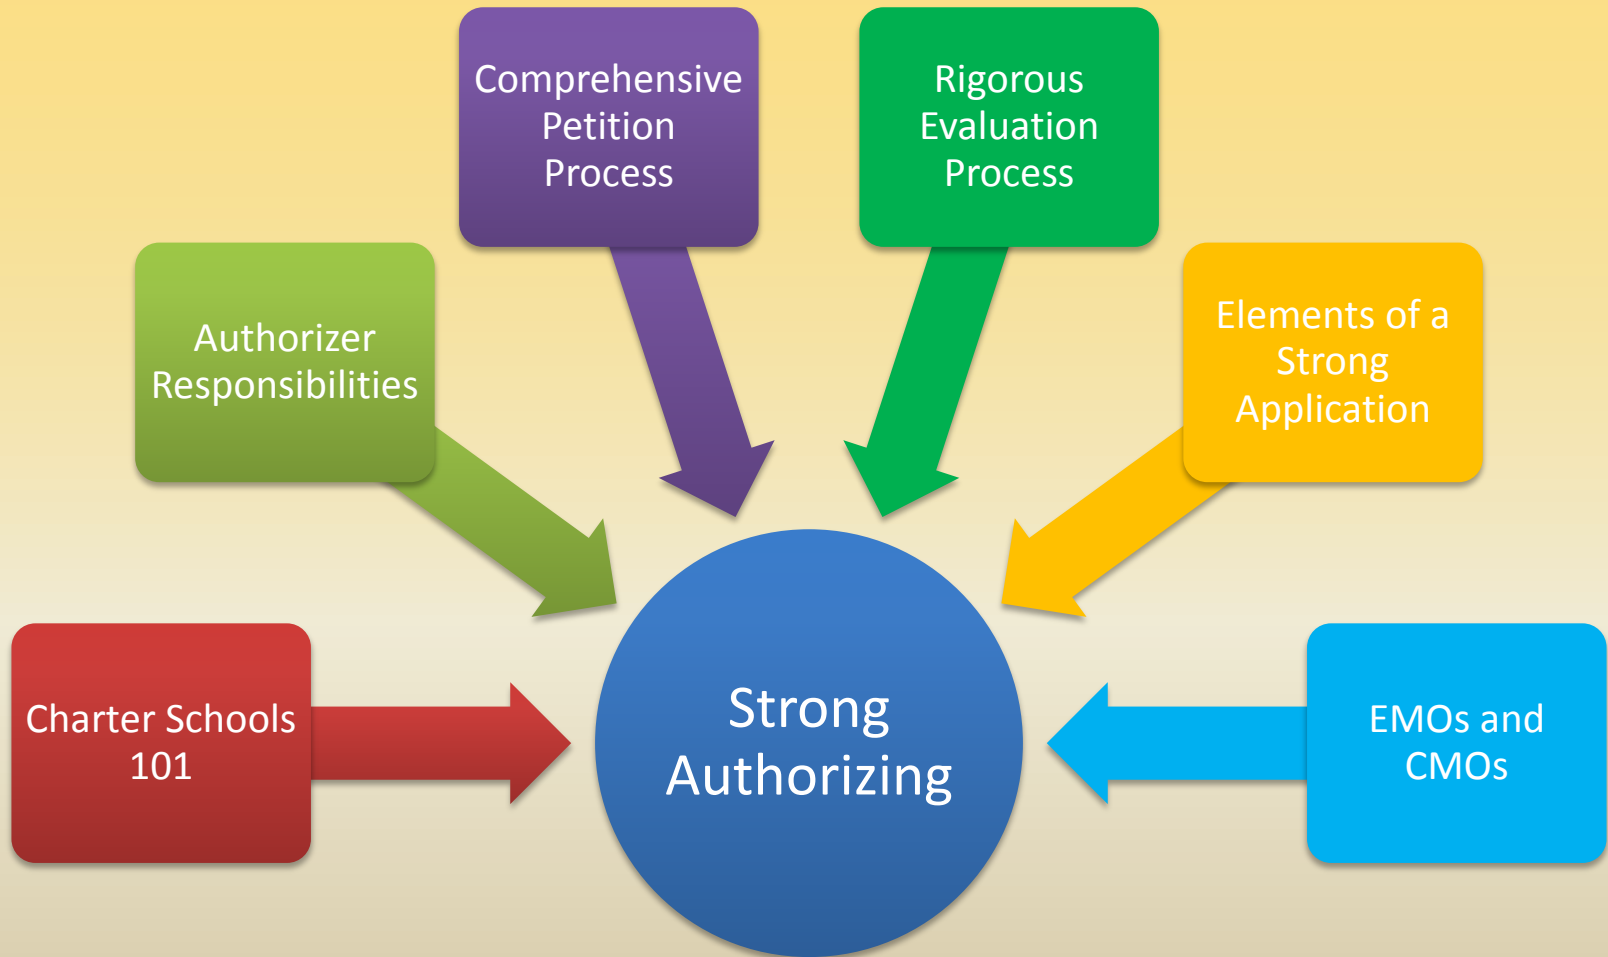 Comprehensive
Petition
Process
Rigorous
Evaluation
Process
Authorizer
Responsibilities
Elements of a
Strong
Application
Charter Schools
101
Strong
Authorizing
EMOs and
CMOs